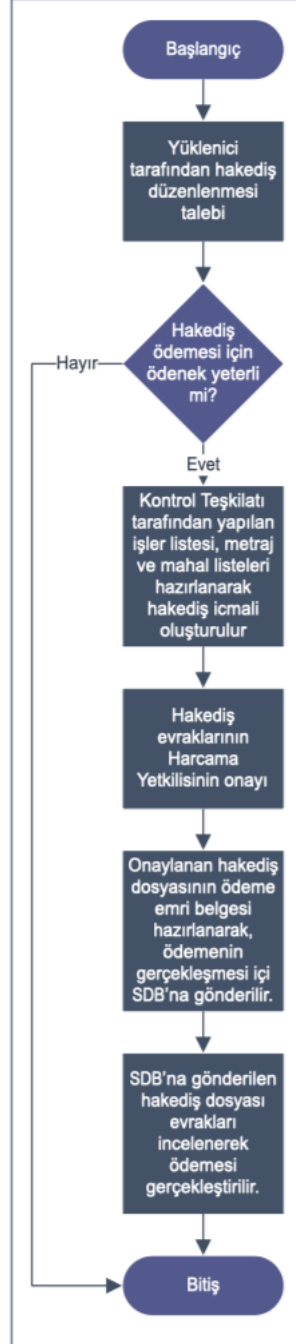 Başlangıç
Yüklenici
tarafından hakediş
düzenlenmesi
talebi
Hakediş
ödemesi için
ödenek yeterli
mi?
Hayır
Evet
Kontrol Teşkilatı
tarafından yapılan
işler listesi, metraj
ve mahal listeleri
hazırlanarak
hakediş icmali
oluşturulur
Hakediş
evraklarının
Harcama
Yetkilisinin onayı
Onaylanan hakediş
dosyasının ödeme
emri belgesi
hazırlanarak,
ödemenin
gerçekleşmesi içi
SDB'na gönderilir.
SDB'na gönderilen
hakediş dosyası
evrakları
incelenerek
ödemesi
gerçekleştirilir.
Bitiş